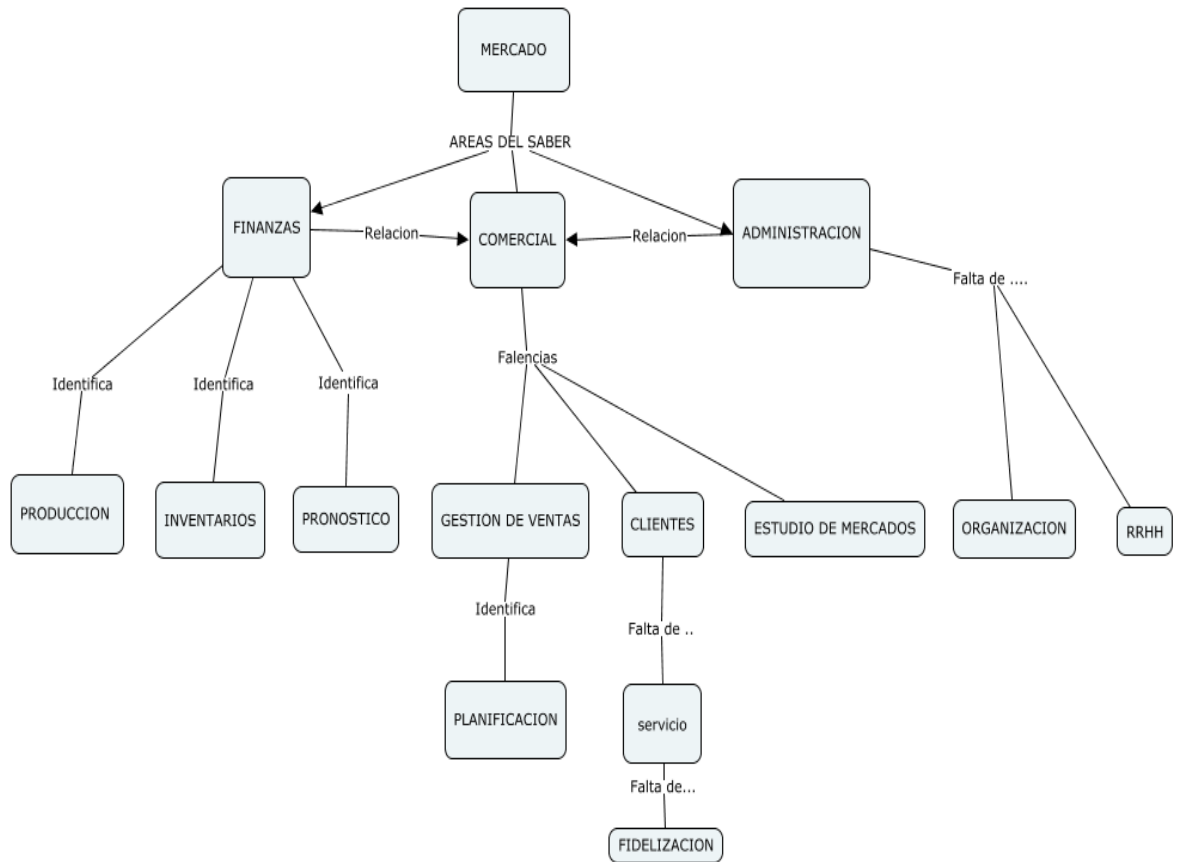 MERCADO
AREAS DEL SABER
FINANZAS
Relacion
COMERCIAL
Relacion
ADMINISTRACION
Falta de ....
Falencias
Identifica
Identifica
Identifica
PRODUCCION
INVENTARIOS
PRONOSTICO
GESTION DE VENTAS
CLIENTES
ESTUDIO DE MERCADOS
ORGANIZACION
RRHH
Identifica
Falta de ..
PLANIFICACION
servicio
Falta de...
FIDELIZACION